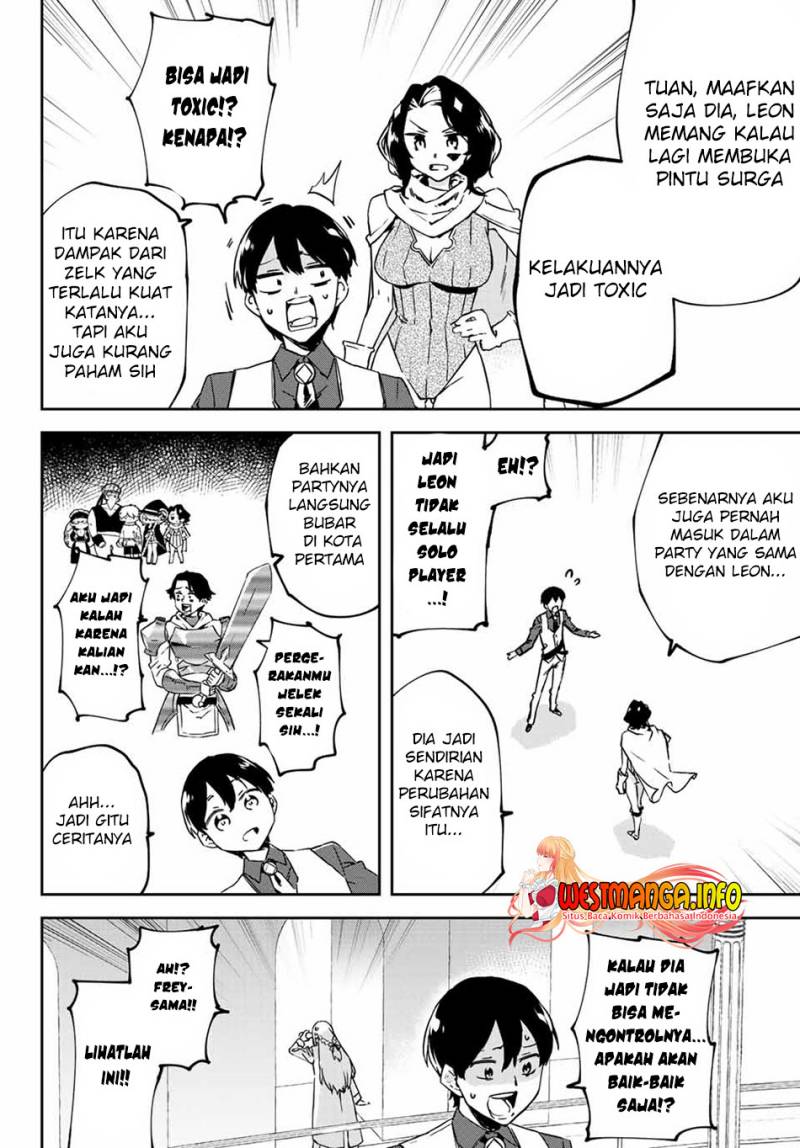 TUAN, MAAFKAN
SAJA DIA, LEON
MEMANG KALAU
LAGI MEMBUKA
PINTU SURGA
KELAKUANNYA
JADI TOXIC
BISA JADI
TOXIC!?
KENAPA!?
ITU KARENA
DAMPAK DARI
ZELK YANG
TERLALU KUAT
KATANYA...
TAPI AKU
JUGA KURANG
PAHAM SIH
SEBENARNYA AKU
JUGA PERNAH
MASUK DALAM
PARTY YANG SAMA
DENGAN LEON...
EH!?
JADI
LEON
TIDAK
SELALU
SOLO
PLAYER
...!
DIA JADI
SENDIRIAN
KARENA
PERUBAHAN
SIFATNYA
ITU...
BAHKAN
PARTYNYA
LANGSUNG
BUBAR
DI KOTA
PERTAMA
AKU JADI
KALAH
KARENA
KALIAN
KAN...!?
PERGE-
RAKANMU
JELEK
SEKALI
SIH...!
AHH...
JADI GITU
CERITANYA
WESTMANGA.INFO
Situs Baca Komik Berbahasa Indonesia
KALAU DIA
JADI TIDAK
BISA ME-
NGONTROLNYA...
APAKAH AKAN
BAIK-BAIK
SAJA!?
AH!?
FREY-
SAMA!!
LIHATLAH
INI!!